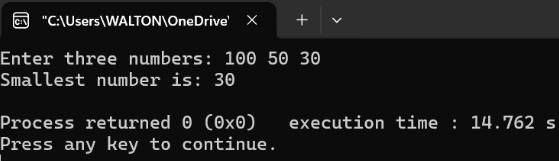 "C:\Users\WALTON\OneDrive'
Enter three numbers: 100 50 30
Smallest number is: 30
Process returned 0 (0x0)   execution time : 14.762 s
Press any key to continue.